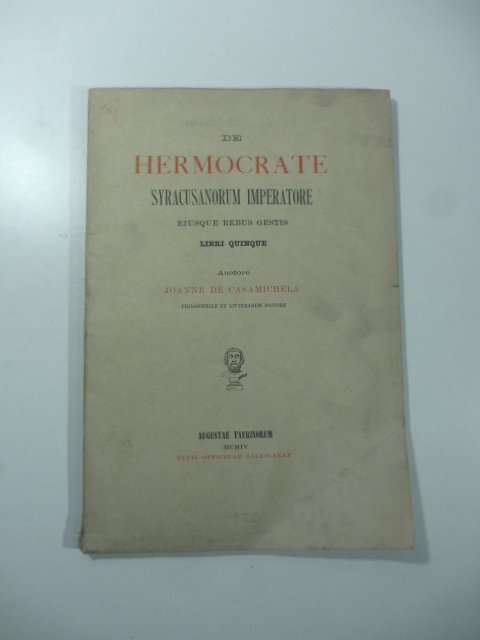 DE
HERMOCRATE
SYRACUSANORUM IMPERATORE
EIUSQUE REBUS GESTIS
LIBRI QUINQUE
Auctore
JOANNE DE CASAMICHELA
PHILOSOPHIAE ET LITTERARUM DOCTORE
AUGUSTAE TAURINORUM
MCMIV
TYPIS OFFICINAE SALESIANAE